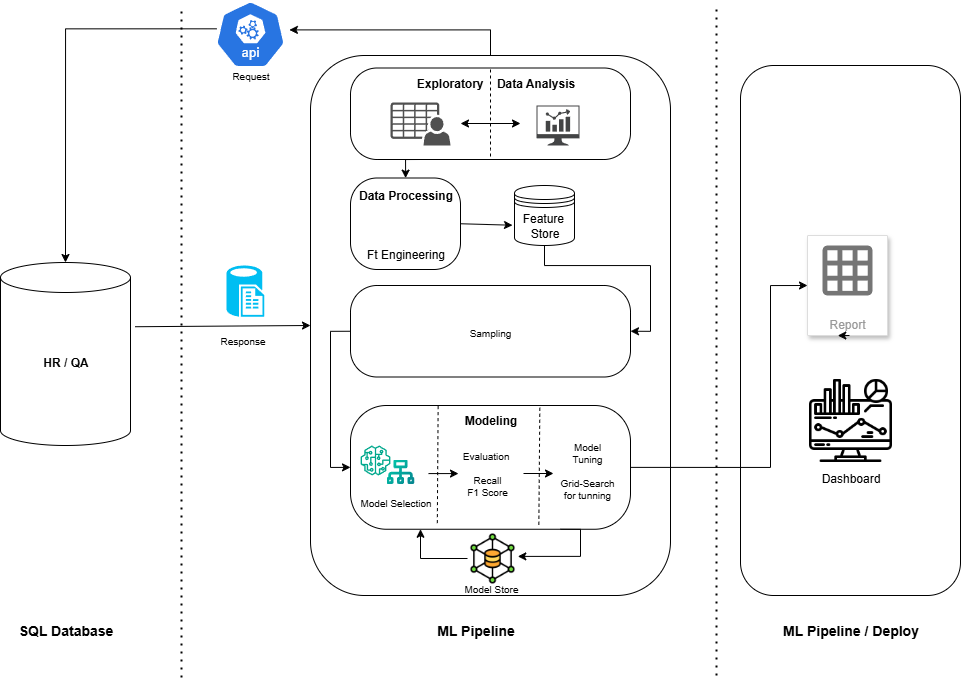 api
Request
Exploratory Data Analysis
Data Processing
Ft Engineering
Feature
Store
HR / QA
Response
Sampling
Report
Modeling
Model Selection
Evaluation
Recall
F1 Score
Model
Tuning
Grid-Search
for tunning
Dashboard
Model Store
SQL Database
ML Pipeline
ML Pipeline / Deploy